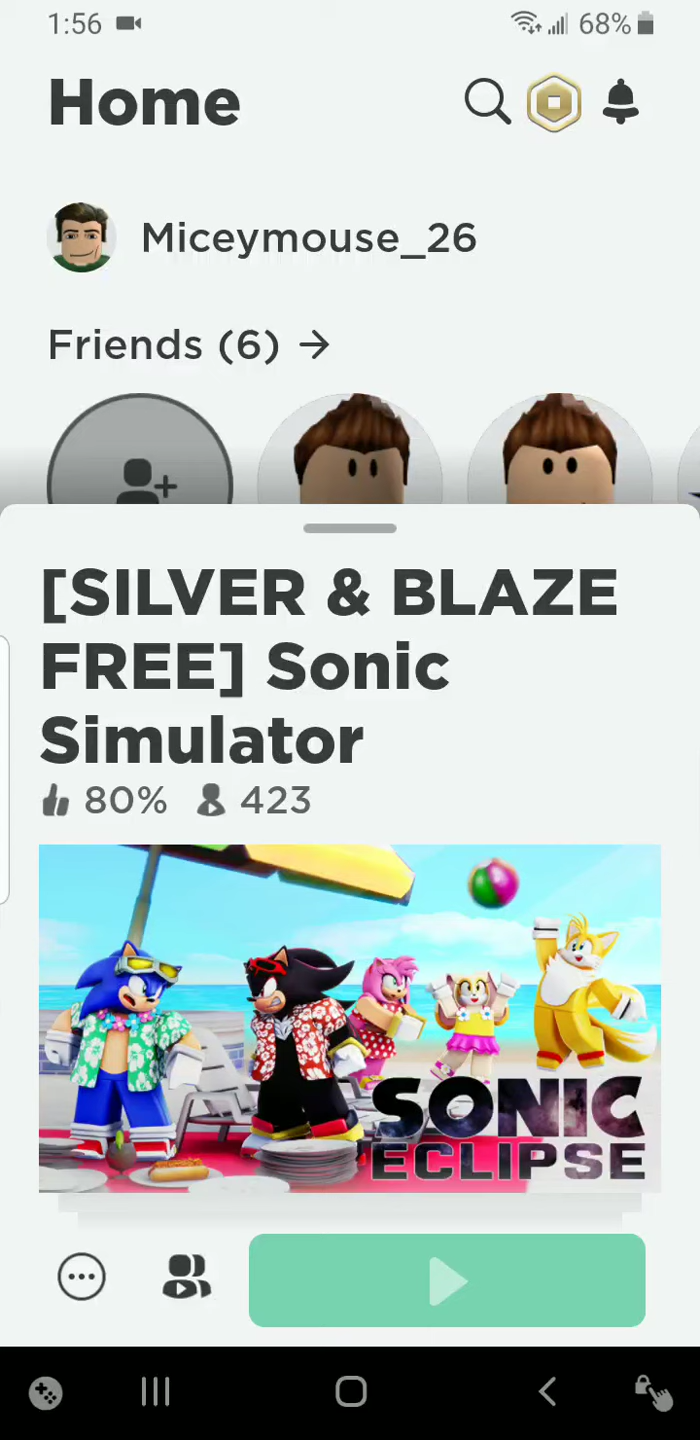 1:56 68%
Home
Miceymouse_26
Friends (6) →
[SILVER & BLAZE
FREE] Sonic
Simulator
80% 423
SONIC
ECLIPSE